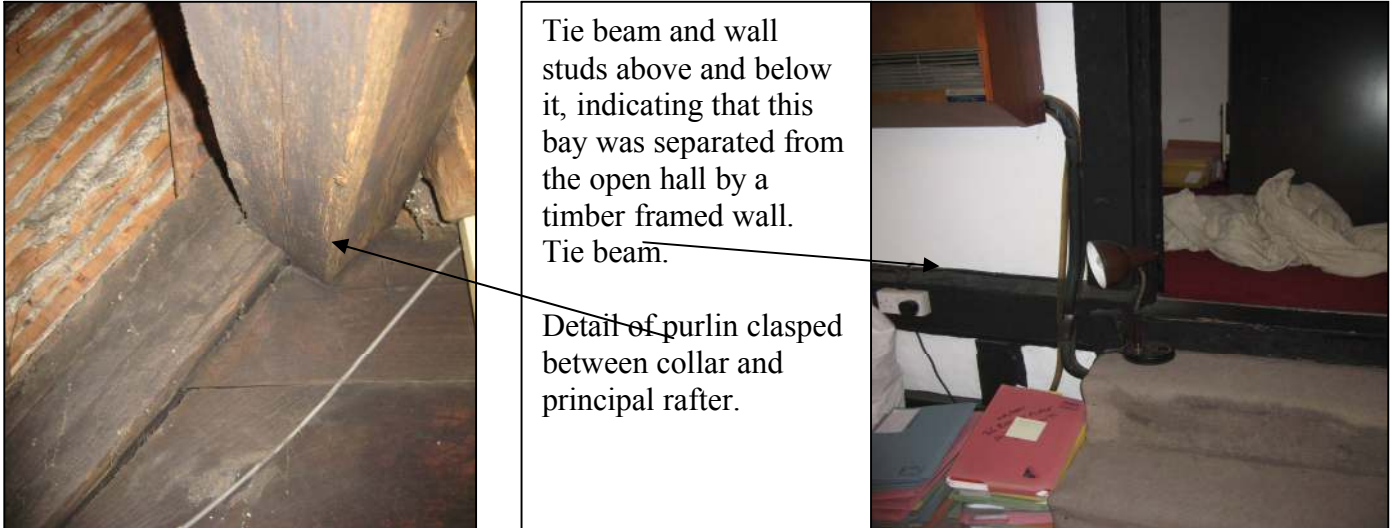 Tie beam and wall
studs above and below
it, indicating that this
bay was separated from
the open hall by a
timber framed wall.
Tie beam.
Detail of purlin clasped
between collar and
principal rafter.